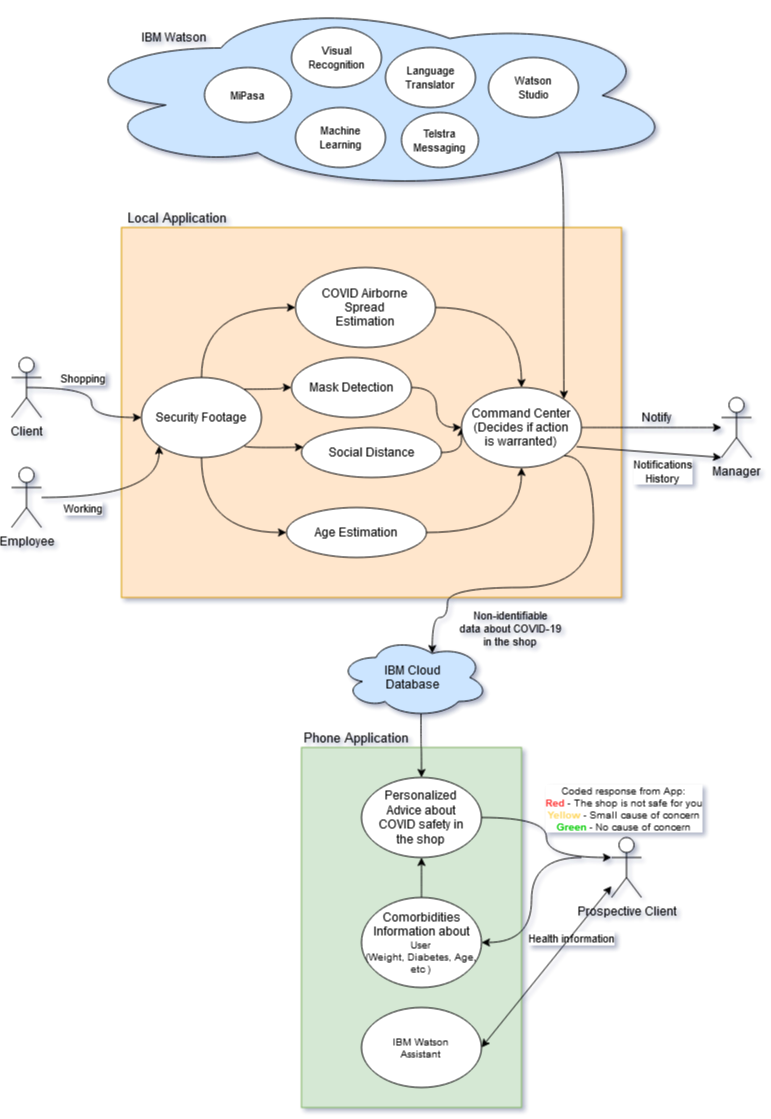 IBM Watson
Visual
Recognition
Language
Translator
Watson
Studio
MiPasa
Machine
Learning
Telstra
Messaging
Local Application
COVID Airborne
Spread
Estimation
Shopping
Mask Detection
Client
Security Footage
Command Center
(Decides if action
is warranted)
Notify
Social Distance
Notifications
History
Manager
Working
Employee
Age Estimation
Non-identifiable
data about COVID-19
in the shop
IBM Cloud
Database
Phone Application
Personalized
Advice about
COVID safety in
the shop
Coded response from App:
Red - The shop is not safe for you
Yellow - Small cause of concern
Green - No cause of concern
Prospective Client
Comorbidities
Information about
User
(Weight, Diabetes, Age,
etc )
Health information
IBM Watson
Assistant